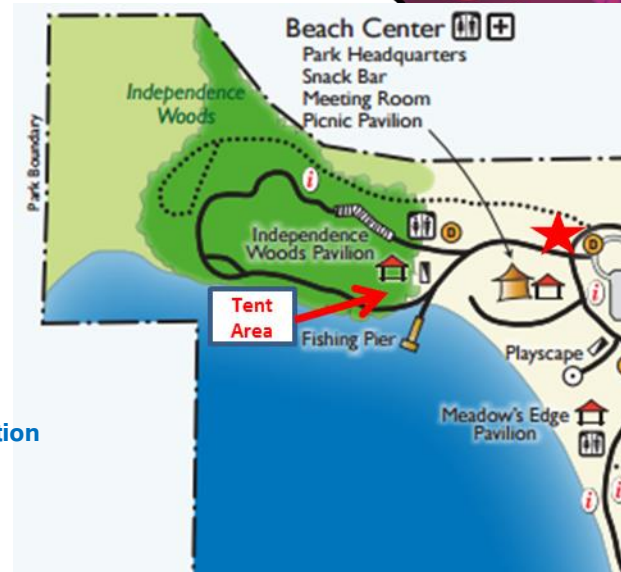 Beach Center
Park Headquarters
Snack Bar
Meeting Room
Picnic Pavilion
Independence
Woods
Park Boundary
i
D
Independence
Woods Pavilion
D
i
Tent
Area
Fishing Pier
Playscape
Meadow's Edge
Pavilion
i
i